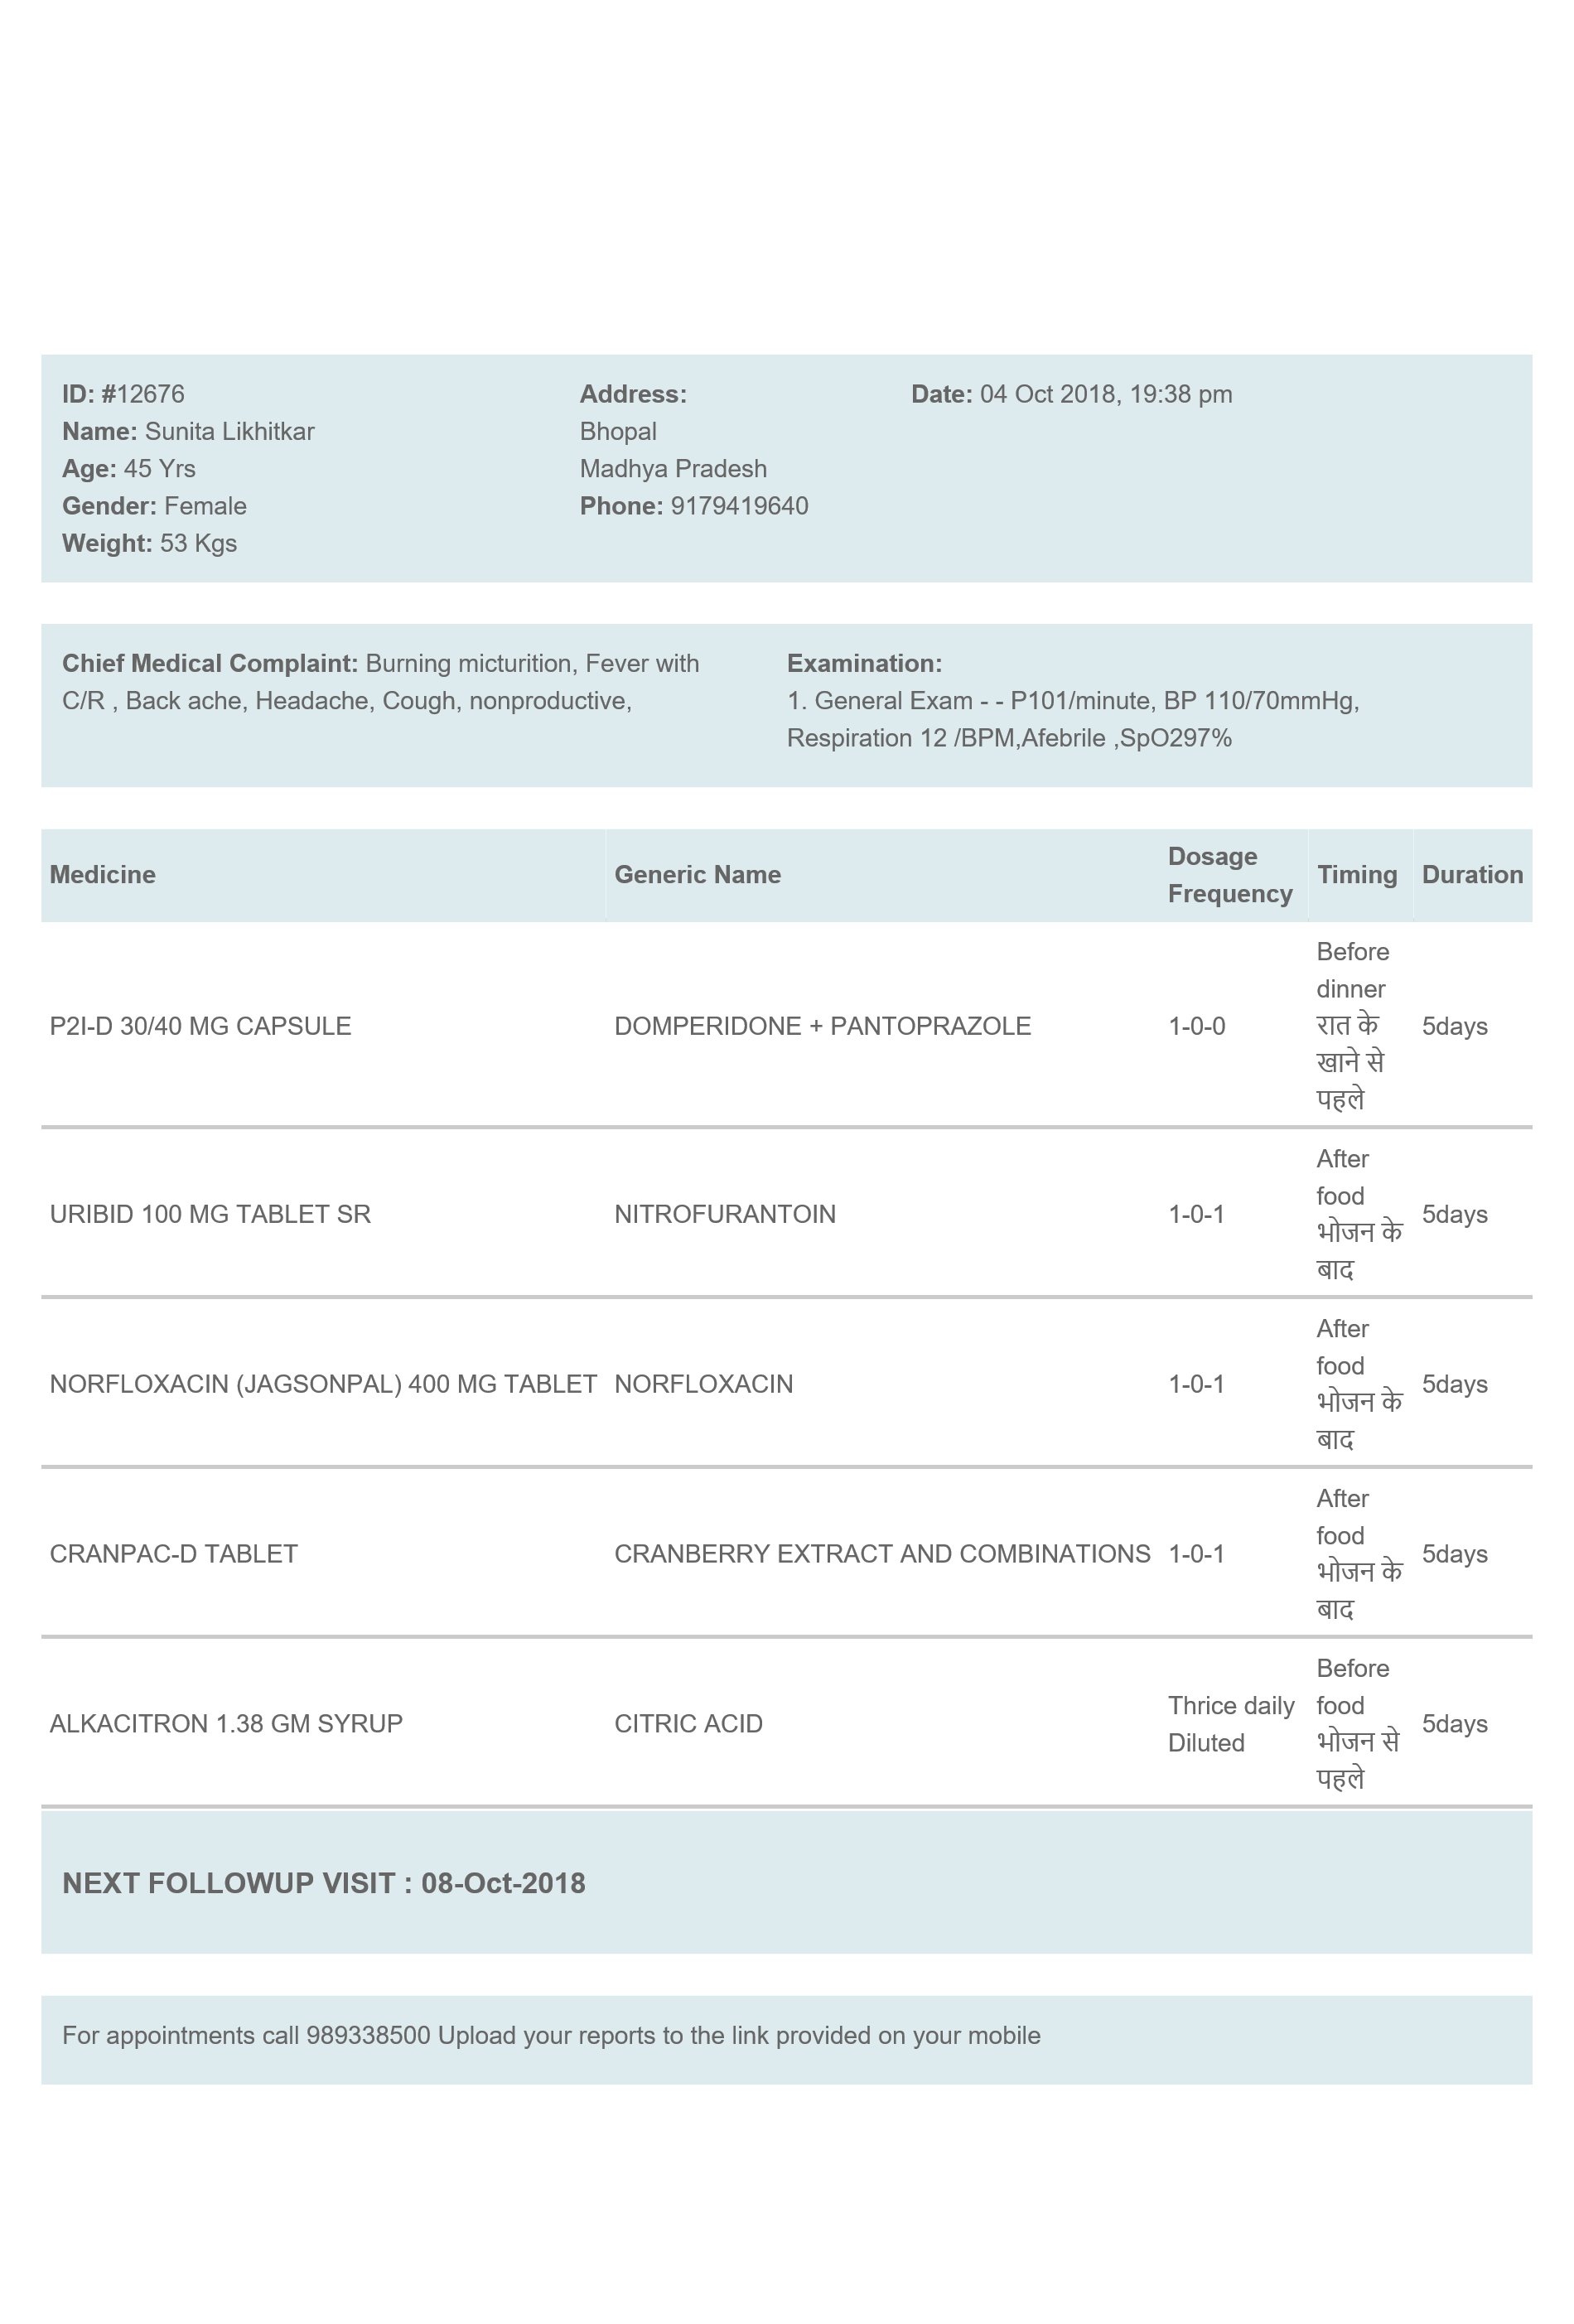 ID: #12676
Name: Sunita Likhitkar
Age: 45 Yrs
Gender: Female
Weight: 53 Kgs
Address:
Bhopal
Madhya Pradesh
Phone: 9179419640
Date: 04 Oct 2018, 19:38 pm
Chief Medical Complaint: Burning micturition, Fever with
C/R , Back ache, Headache, Cough, nonproductive,
Examination:
1. General Exam - - P101/minute, BP 110/70mmHg,
Respiration 12 /BPM,Afebrile ,SpO297%
Medicine
Generic Name
Dosage
Frequency
Timing
Duration
P2I-D 30/40 MG CAPSULE
DOMPERIDONE + PANTOPRAZOLE
1-0-0
Before
dinner
रात के
खाने से
पहले
5days
URIBID 100 MG TABLET SR
NITROFURANTOIN
1-0-1
After
food
भोजन के
बाद
5days
NORFLOXACIN (JAGSONPAL) 400 MG TABLET
NORFLOXACIN
1-0-1
After
food
भोजन के
बाद
5days
CRANPAC-D TABLET
CRANBERRY EXTRACT AND COMBINATIONS
1-0-1
After
food
भोजन के
बाद
5days
ALKACITRON 1.38 GM SYRUP
CITRIC ACID
Thrice daily
Diluted
Before
food
भोजन से
पहले
5days
NEXT FOLLOWUP VISIT : 08-Oct-2018
For appointments call 989338500 Upload your reports to the link provided on your mobile